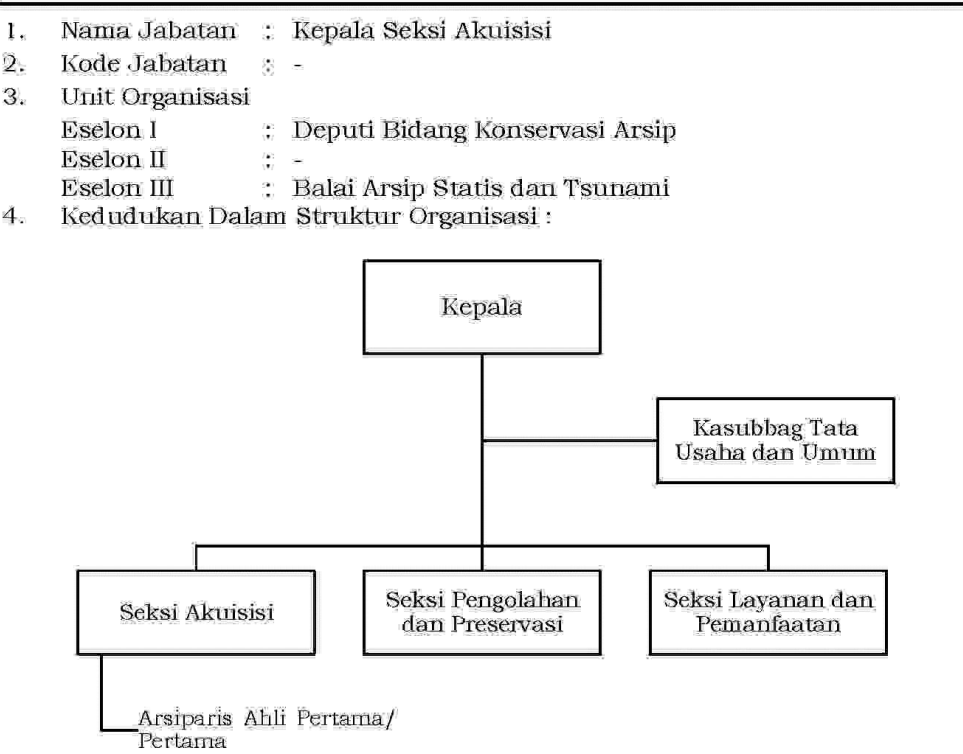 1. Nama Jabatan : Kepala Seksi Akuisisi
2. Kode Jabatan : -
3. Unit Organisasi
Eselon I : Deputi Bidang Konservasi Arsip
Eselon II : -
Eselon III : Balai Arsip Statis dan Tsunami
4. Kedudukan Dalam Struktur Organisasi :
Kepala
Kasubbag Tata
Usaha dan Umum
Seksi Akuisisi
Seksi Pengolahan
dan Preservasi
Seksi Layanan dan
Pemanfaatan
Arsiparis Ahli Pertama/
Pertama